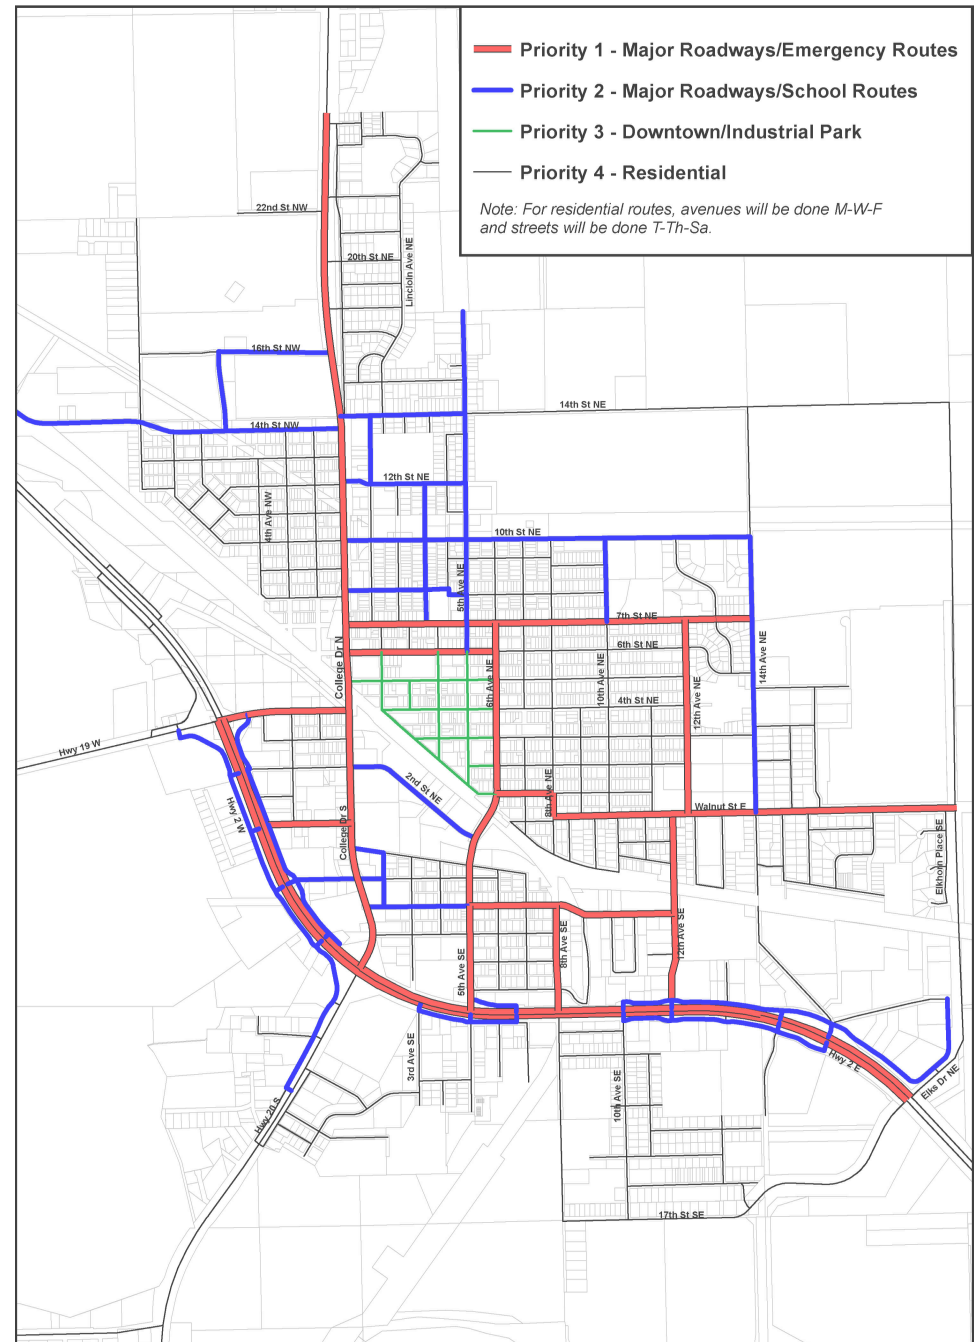 Priority 1 - Major Roadways/Emergency Routes
Priority 2 - Major Roadways/School Routes
Priority 3 - Downtown/Industrial Park
Priority 4 - Residential
Note: For residential routes, avenues will be done M-W-F
and streets will be done T-Th-Sa.
22nd St NW
20th St NE
Lincloln Ave NE
16th St NW
14th St NE
14th St NW
12th St NE
4th Ave NW
10th St NE
5th Ave NE
7th St NE
6th St NE
College Dr N
6th Ave NE
10th Ave NE
12th Ave NE
14th Ave NE
4th St NE
Hwy 19 W
2nd St NE
8th Ave NE
Walnut St E
Hwy 2 W
College Dr S
Elkhorn Place SE
5th Ave SE
8th Ave SE
12th Ave SE
3rd Ave SE
10th Ave SE
Hwy 2 E
Elks Dr NE
Hwy 20 S
17th St SE